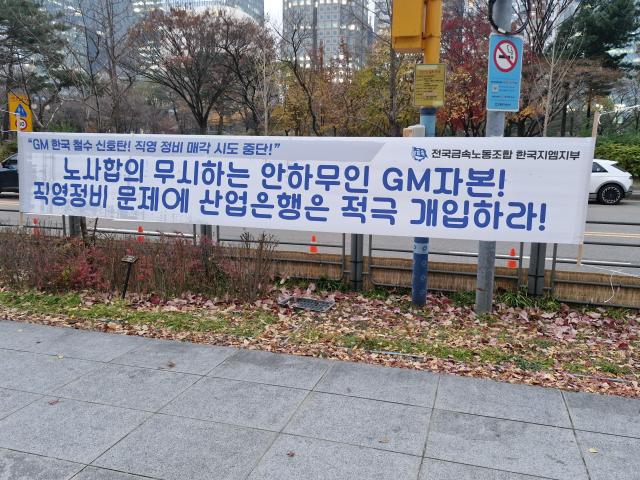 "GM 한국 철수 신호탄! 직영 정비 매각 시도 중단!"
전국금속노동조합 한국지엠지부
노사합의 무시하는 안하무인 GM자본!
직영정비 문제에 산업은행은 적극 개입하라!